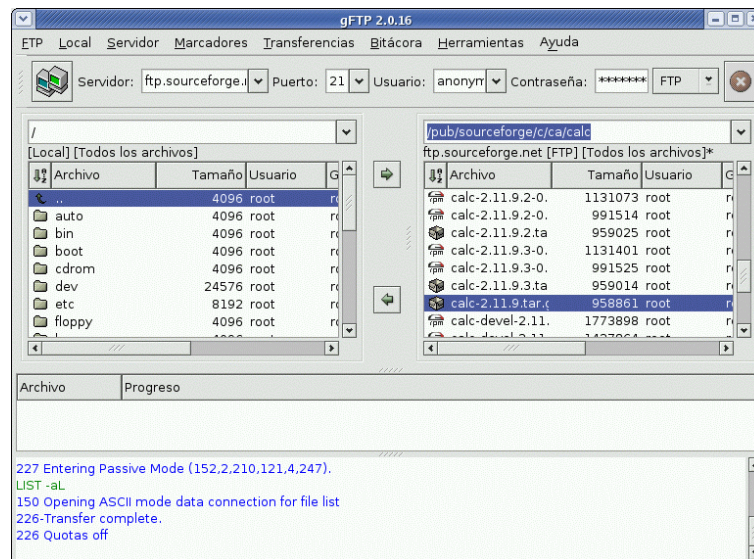 gFTP 2.0.16
FTP Local Servidor Marcadores Transferencias Bitácora Herramientas Ayuda
Servidor: ftp.sourceforge. Puerto: 21 Usuario: anonym Contraseña: ******* FTP
/
[Local] [Todos los archivos]
Archivo Tamaño Usuario G
.. 4096 root
auto 4096 root
bin 4096 root
boot 4096 root
cdrom 4096 root
dev 24576 root
etc 8192 root
floppy 4096 root
/pub/sourceforge/c/ca/calc
ftp.sourceforge.net [FTP] [Todos los archivos]*
Archivo Tamaño Usuario
calc-2.11.9.2-0. 1131073 root
calc-2.11.9.2-0. 991514 root
calc-2.11.9.2.ta 959025 root
calc-2.11.9.3-0. 1131401 root
calc-2.11.9.3-0. 991525 root
calc-2.11.9.3.ta 959014 root
calc-2.11.9.tar.g 958861 root
calc-devel-2.11. 1773898 root
Archivo Progreso
227 Entering Passive Mode (152,2,210,121,4,247).
LIST -aL
150 Opening ASCII mode data connection for file list
226-Transfer complete.
226 Quotas off